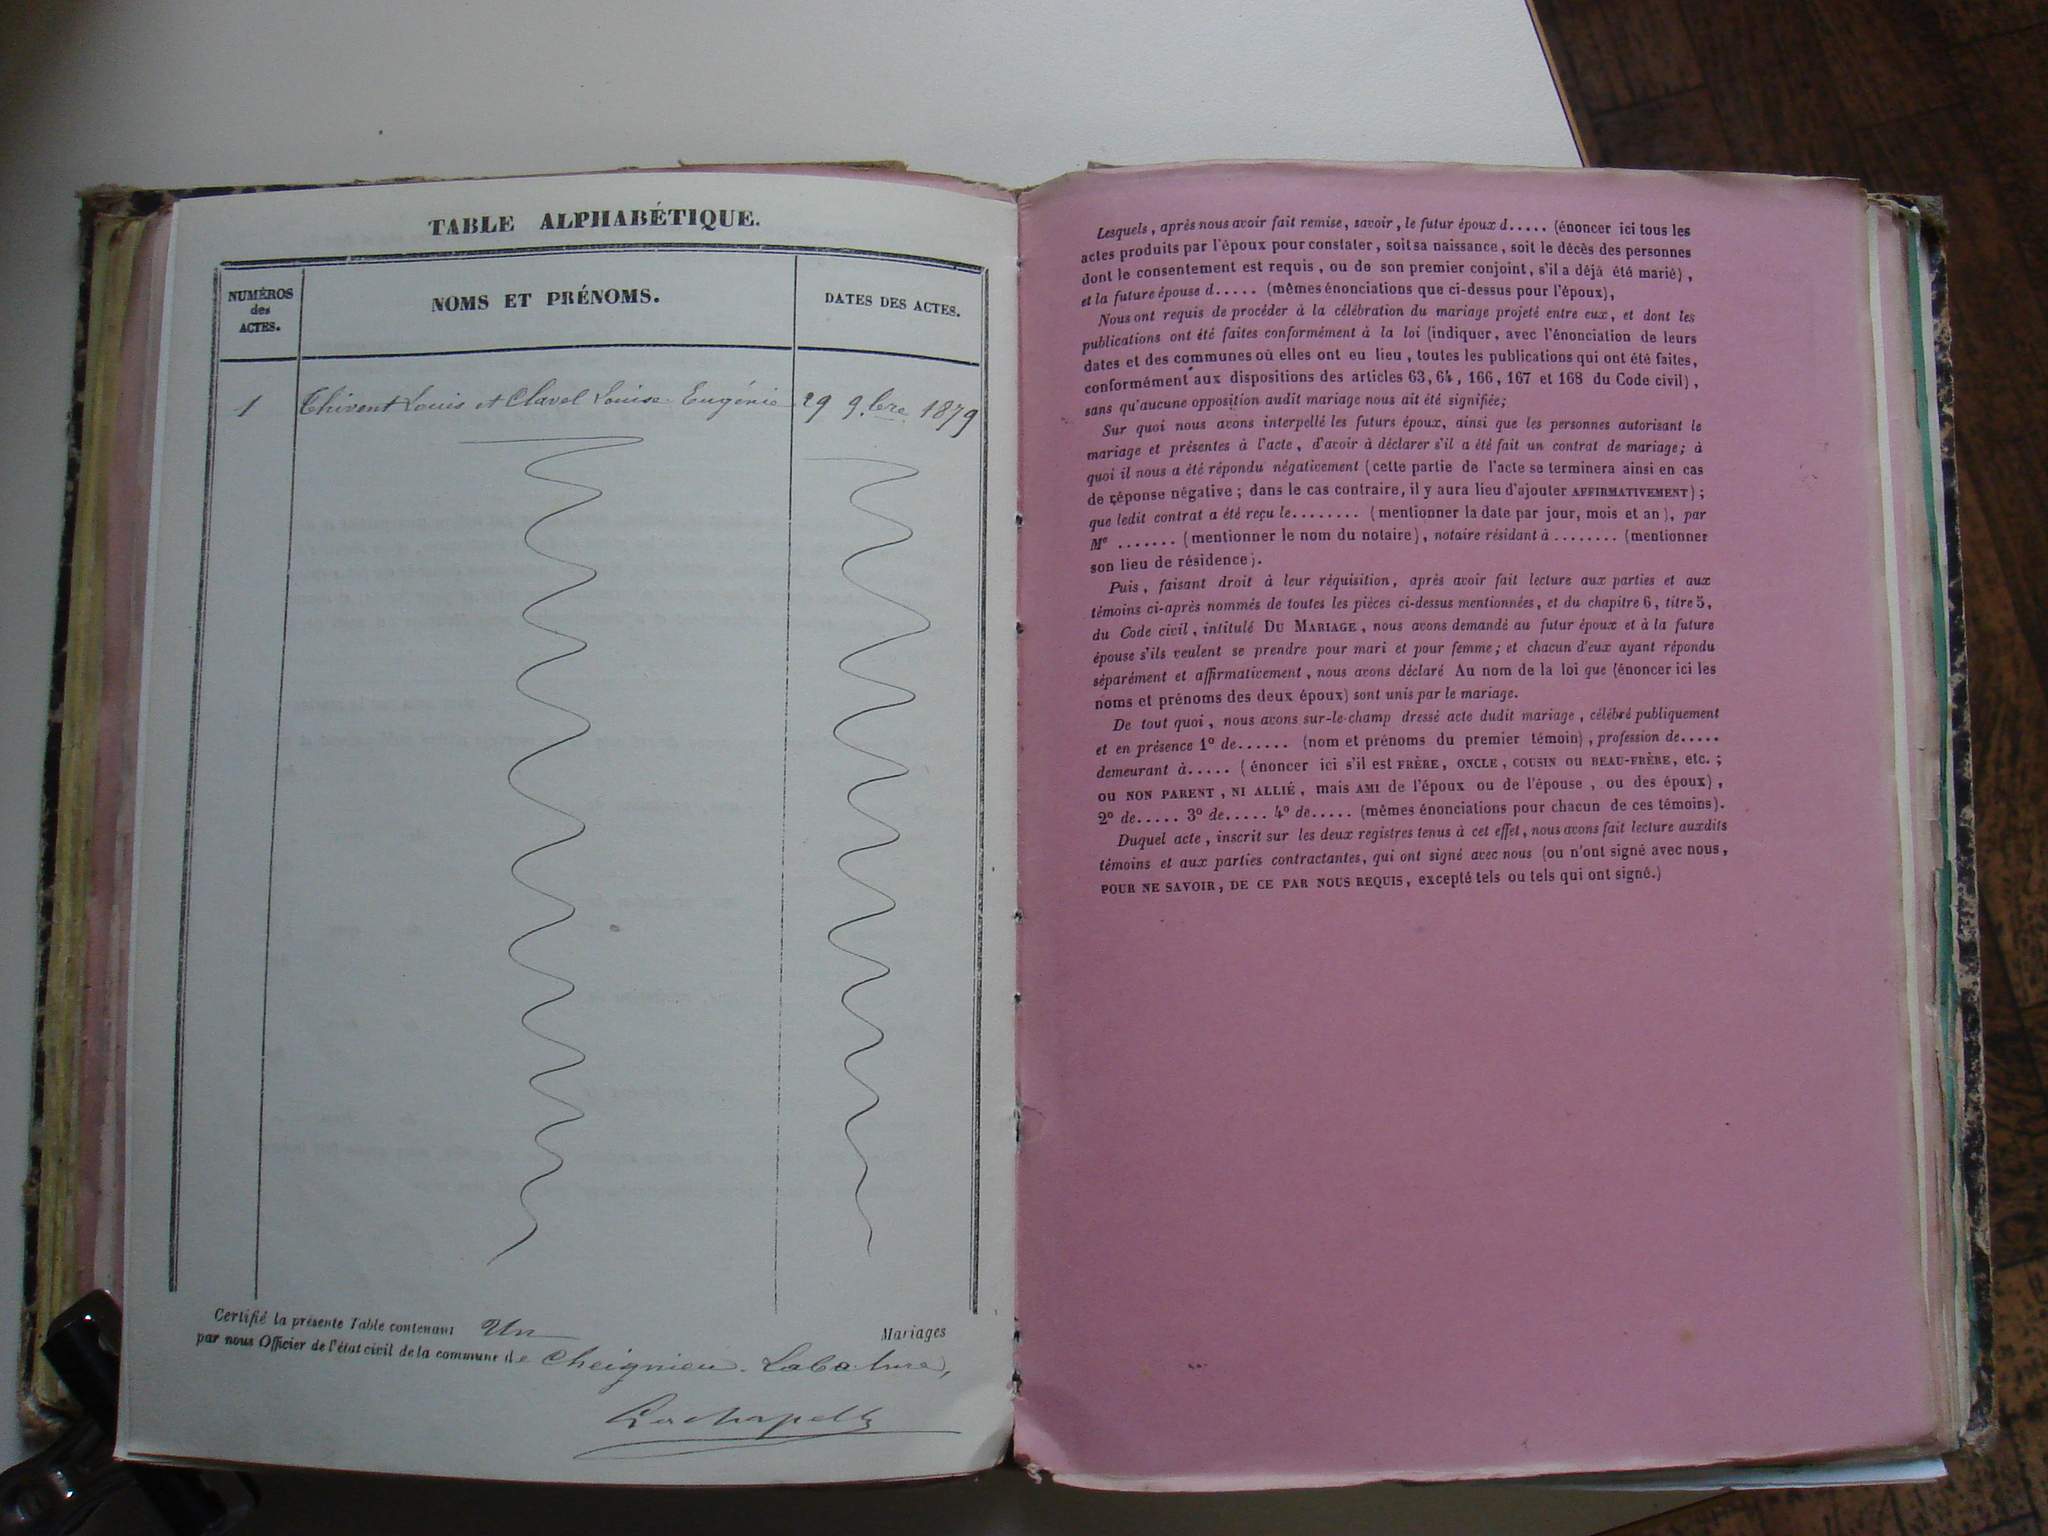 TABLE ALPHABÉTIQUE.
NUMÉROS
des
ACTES.
NOMS ET PRÉNOMS.
DATES DES ACTES.
1 Chivent Louis et Clavel Louise Eugénie 29 9.bre 1879
Certifié la présente Table contenant Un Mariages
par nous Officier de l'état civil de la commune de Cheignieu-Labalme,
Lachapelle
Lesquels, après nous avoir fait remise, savoir, le futur époux d..... (énoncer ici tous les
actes produits par l'époux pour constater, soit sa naissance, soit le décès des personnes
dont le consentement est requis, ou de son premier conjoint, s'il a déjà été marié),
et la future épouse d..... (mêmes énonciations que ci-dessus pour l'époux),
Nous ont requis de procéder à la célébration du mariage projeté entre eux, et dont les
publications ont été faites conformément à la loi (indiquer, avec l'énonciation de leurs
dates et des communes où elles ont eu lieu, toutes les publications qui ont été faites,
conformément aux dispositions des articles 63, 64, 166, 167 et 168 du Code civil),
sans qu'aucune opposition audit mariage nous ait été signifiée;
Sur quoi nous avons interpellé les futurs époux, ainsi que les personnes autorisant le
mariage et présentes à l'acte, d'avoir à déclarer s'il a été fait un contrat de mariage; à
quoi il nous a été répondu négativement (cette partie de l'acte se terminera ainsi en cas
de réponse négative; dans le cas contraire, il y aura lieu d'ajouter AFFIRMATIVEMENT);
que ledit contrat a été reçu le........ (mentionner la date par jour, mois et an), par
Me ....... (mentionner le nom du notaire), notaire résidant à ........ (mentionner
son lieu de résidence).
Puis, faisant droit à leur réquisition, après avoir fait lecture aux parties et aux
témoins ci-après nommés de toutes les pièces ci-dessus mentionnées, et du chapitre 6, titre 5,
du Code civil, intitulé DU MARIAGE, nous avons demandé au futur époux et à la future
épouse s'ils veulent se prendre pour mari et pour femme; et chacun d'eux ayant répondu
séparément et affirmativement, nous avons déclaré Au nom de la loi que (énoncer ici les
noms et prénoms des deux époux) sont unis par le mariage.
De tout quoi, nous avons sur-le-champ dressé acte dudit mariage, célébré publiquement
et en présence 1º de...... (nom et prénoms du premier témoin), profession de.....
demeurant à..... (énoncer ici s'il est FRÈRE, ONCLE, COUSIN OU BEAU-FRÈRE, etc.;
ou NON PARENT, NI ALLIÉ, mais AMI de l'époux ou de l'épouse, ou des époux),
2º de..... 3º de..... 4º de..... (mêmes énonciations pour chacun de ces témoins).
Duquel acte, inscrit sur les deux registres tenus à cet effet, nous avons fait lecture auxdits
témoins et aux parties contractantes, qui ont signé avec nous (ou n'ont signé avec nous,
POUR NE SAVOIR, DE CE PAR NOUS REQUIS, excepté tels ou tels qui ont signé.)